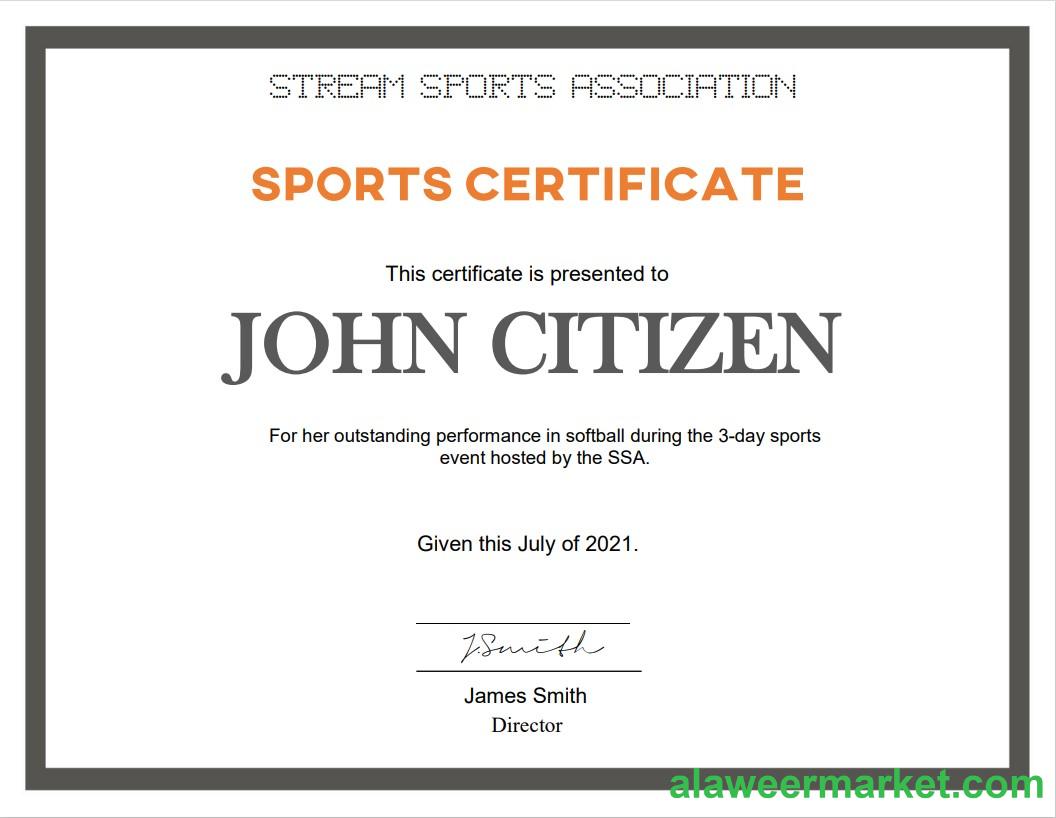 STREAM SPORTS ASSOCIATION
SPORTS CERTIFICATE
This certificate is presented to
JOHN CITIZEN
For her outstanding performance in softball during the 3-day sports
event hosted by the SSA.
Given this July of 2021.
J.Smith
James Smith
Director
alaweermarket.com